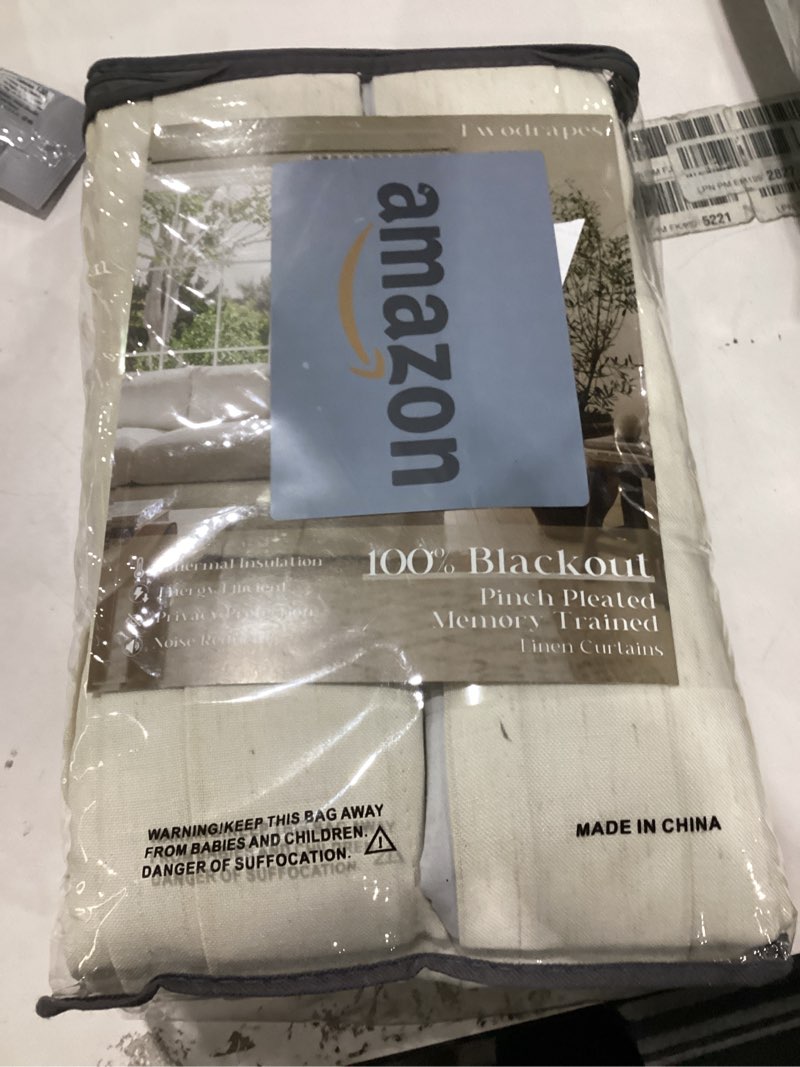 Twodrapes
amazon
Thermal Insulation
Energy Efficient
Privacy Protection
Noise
100% Blackout
Pinch Pleated
Memory Trained
Linen Curtains
WARNING!KEEP THIS BAG AWAY
FROM BABIES AND CHILDREN.
DANGER OF SUFFOCATION.
MADE IN CHINA
5221